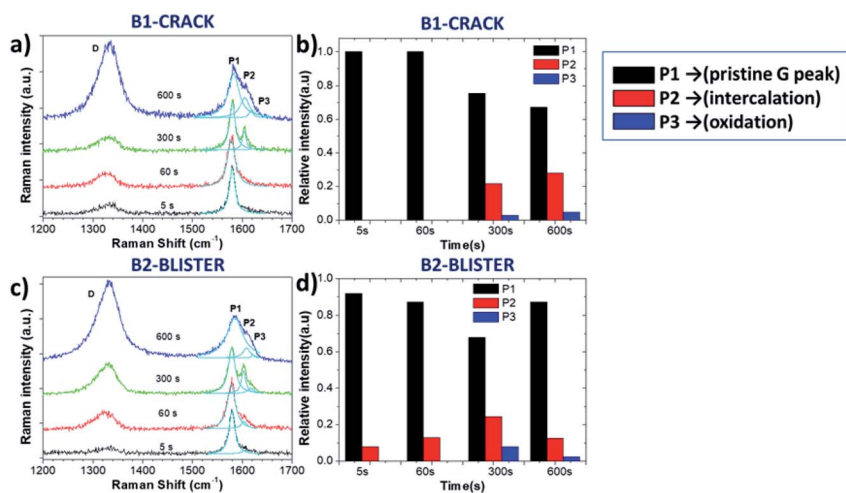 B1-CRACK
a)
D
P1
P2
P3
600 s
300 s
60 s
5 s
Raman intensity (a.u.)
1200 1300 1400 1500 1600 1700
Raman Shift (cm-1)
B1-CRACK
b)
1.0
0.8
0.6
0.4
0.2
0.0
Relative intensity(a.u)
P1
P2
P3
5s 60s 300s 600s
Time(s)
P1 →(pristine G peak)
P2 →(intercalation)
P3 →(oxidation)
B2-BLISTER
c)
D
P1
P2
P3
600 s
300 s
60 s
5 s
Raman intensity (a.u.)
1200 1300 1400 1500 1600 1700
Raman Shift (cm-1)
B2-BLISTER
d)
1.0
0.8
0.6
0.4
0.2
0.0
Relative intensity(a.u)
P1
P2
P3
5s 60s 300s 600s
Time(s)